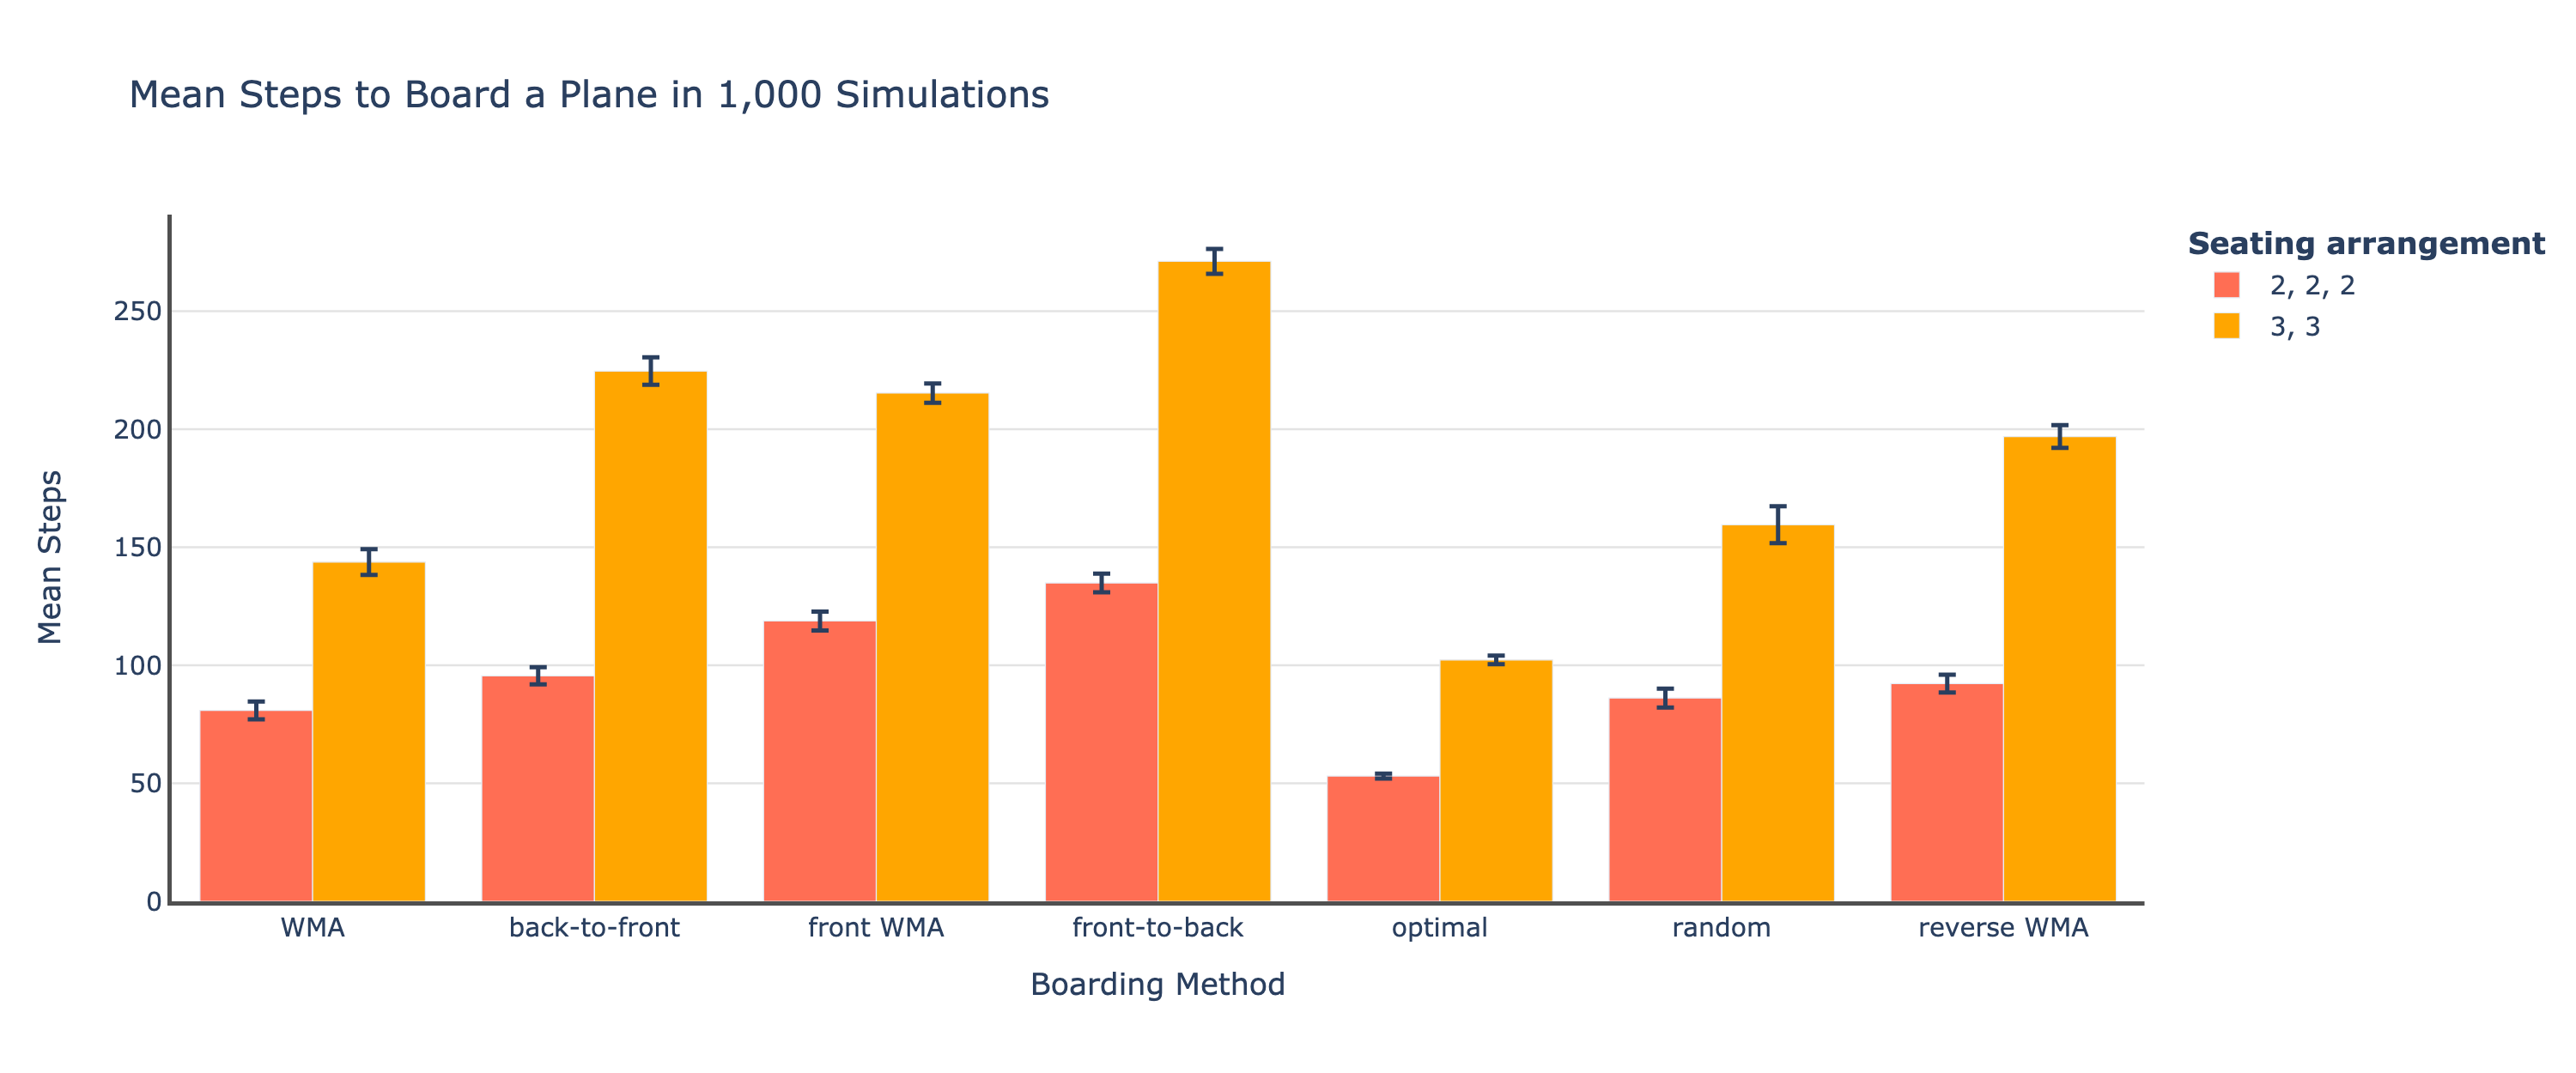 Mean Steps to Board a Plane in 1,000 Simulations
Seating arrangement
2, 2, 2
3, 3
Mean Steps
250
200
150
100
50
0
WMA
back-to-front
front WMA
front-to-back
optimal
random
reverse WMA
Boarding Method